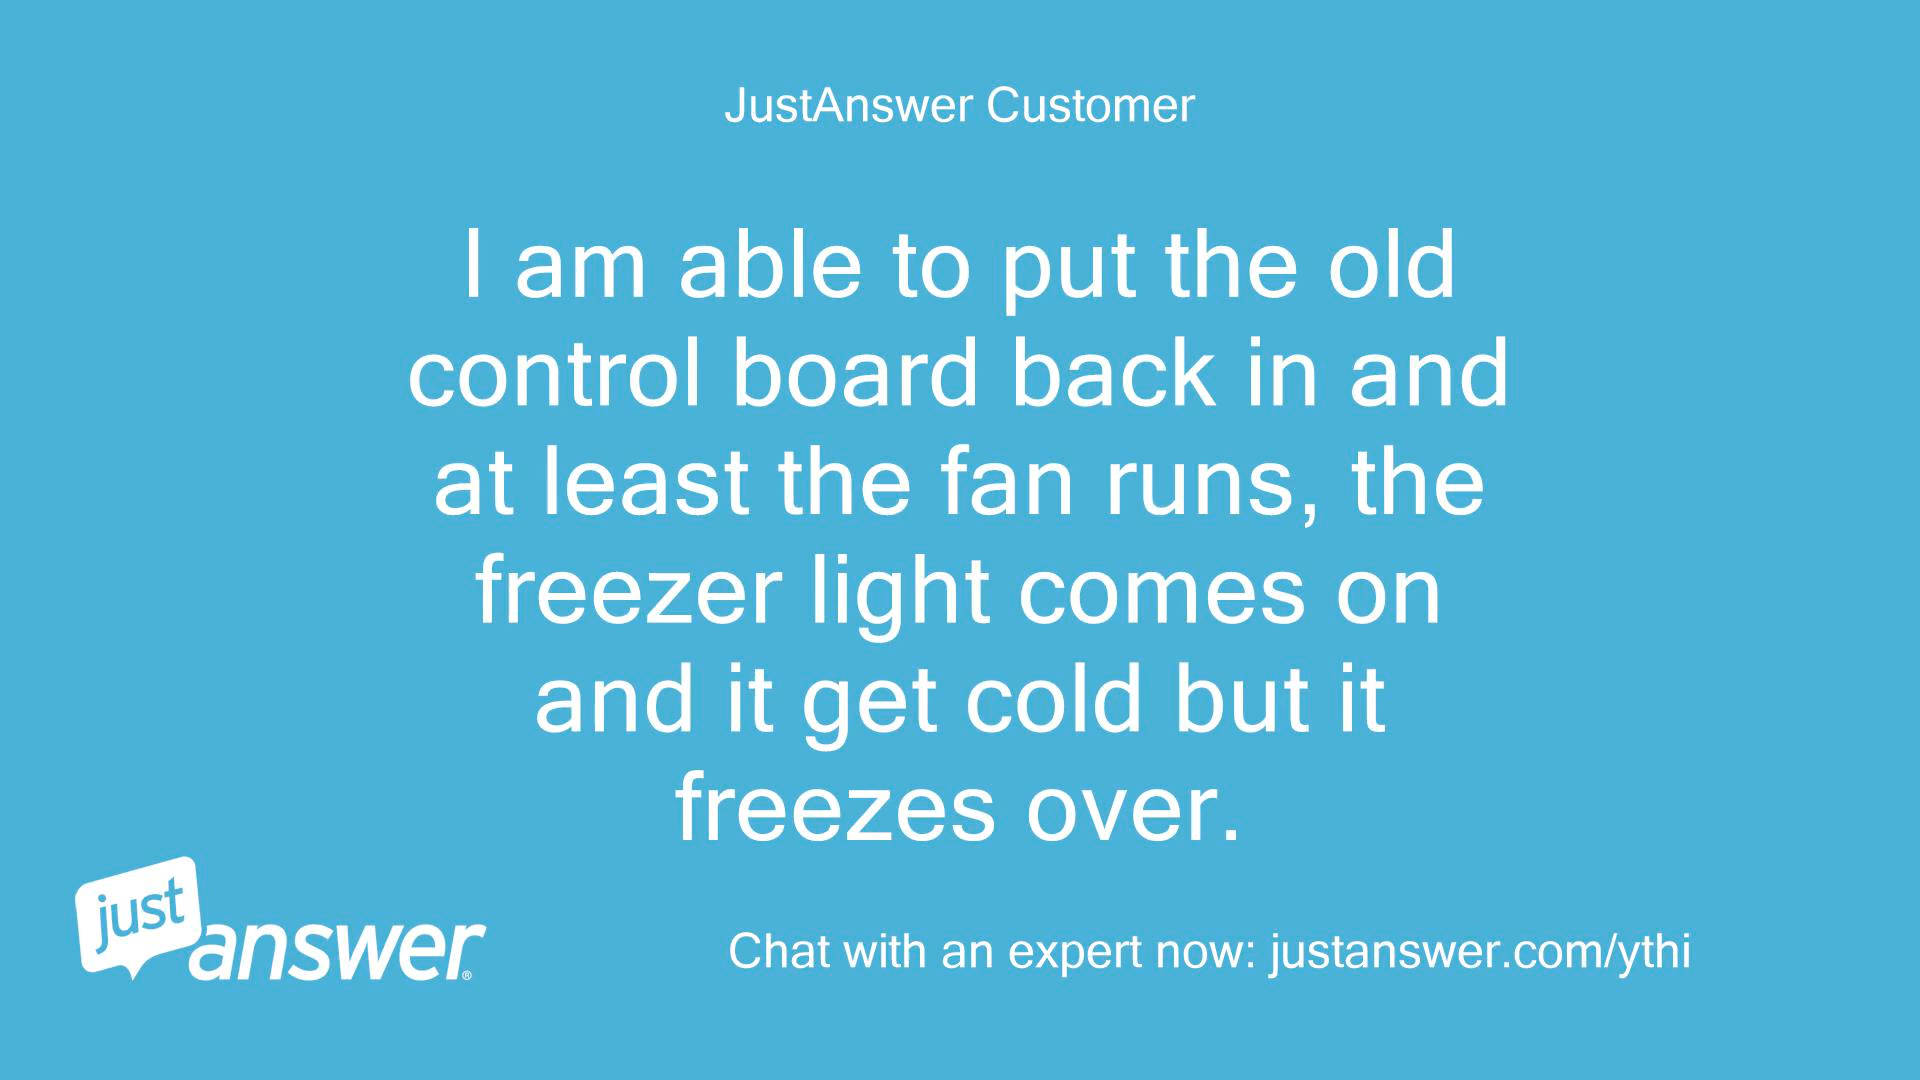 JustAnswer Customer
I am able to put the old
control board back in and
at least the fan runs, the
freezer light comes on
and it get cold but it
freezes over.
just
answer®
Chat with an expert now: justanswer.com/ythi